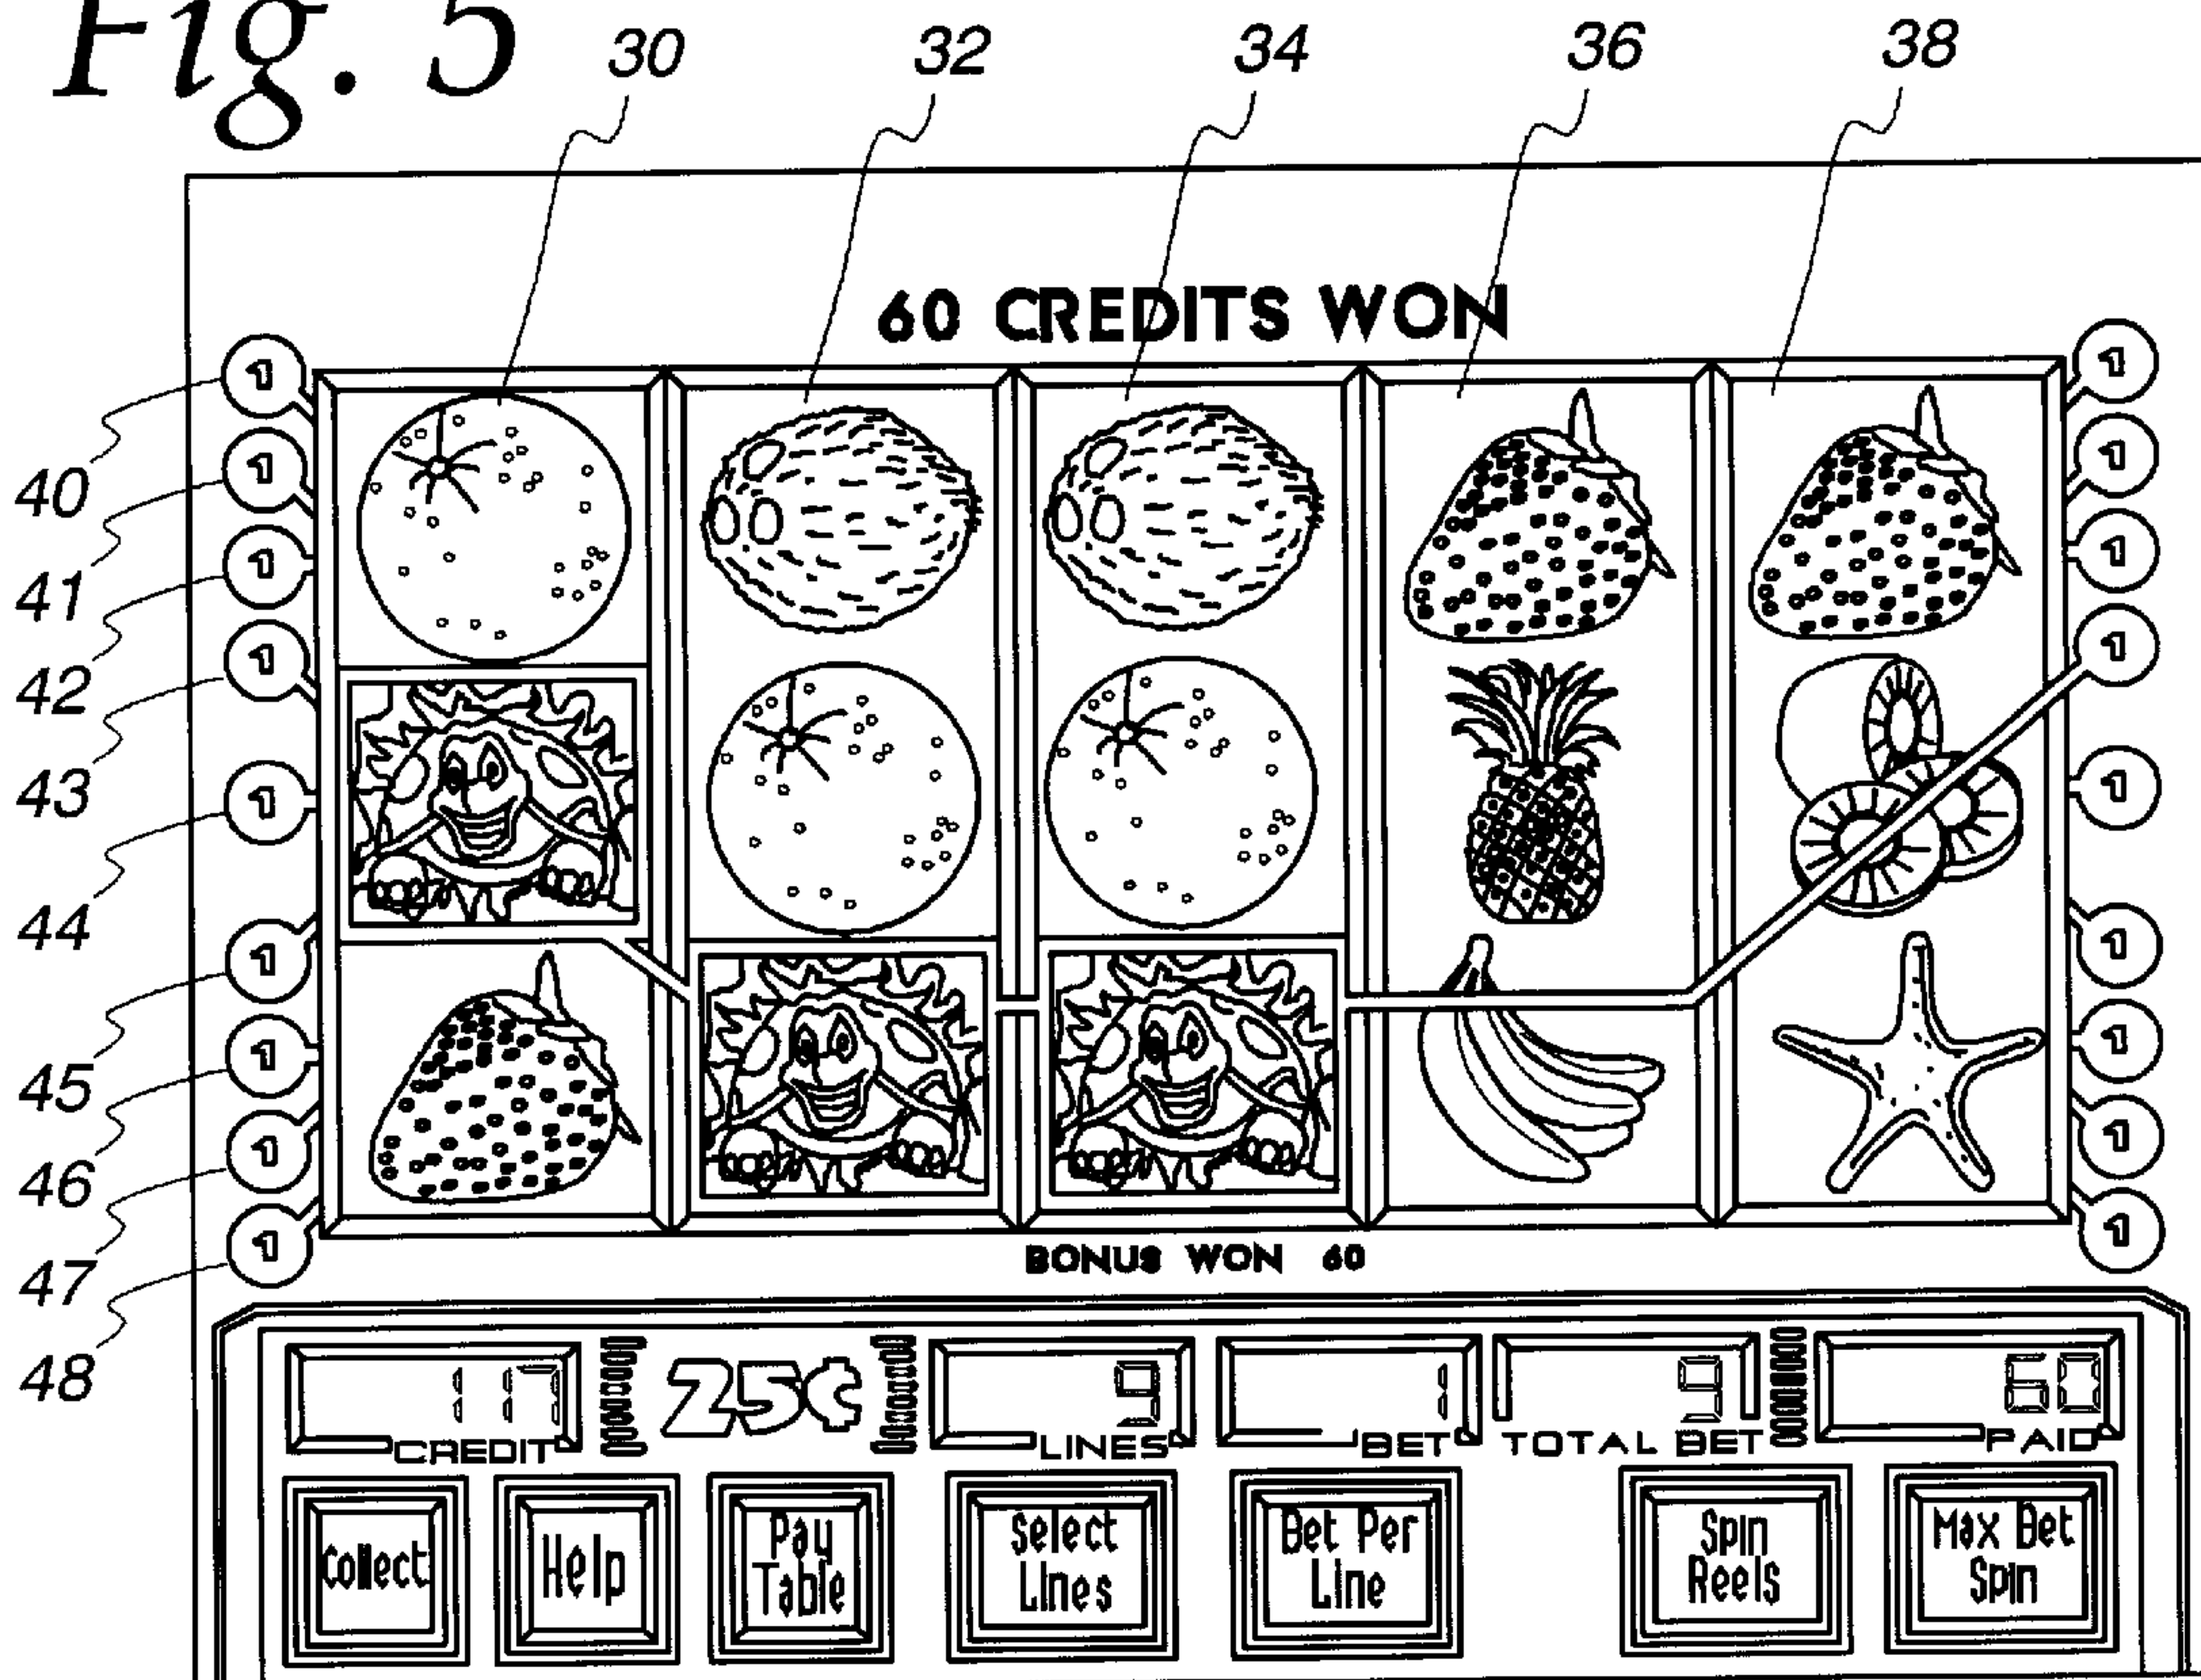 Fig. 5
30 32 34 36 38
60 CREDITS WON
1 1
40
1 1
41
1 1
42
1 1
43
1 1
44
1 1
45
1 1
46
1 1
47
1 1
48
BONUS WON 60
117 25¢ 9 1 9 60
CREDIT LINES BET TOTAL BET PAID
Collect Help Pay Table Select Lines Bet Per Line Spin Reels Max Bet Spin